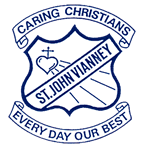 CARING CHRISTIANS
ST. JOHN VIANNEY
EVERY DAY OUR BEST